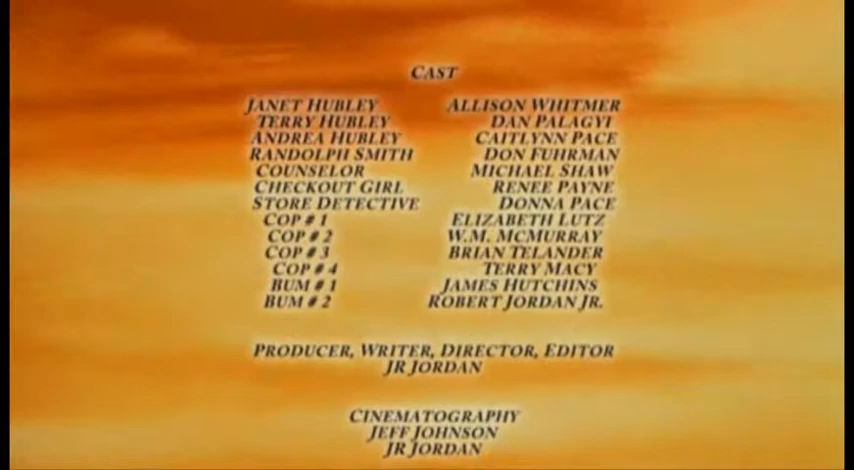 CAST
JANET HUBLEY ALLISON WHITMER
TERRY HUBLEY DAN PALAGYI
ANDREA HUBLEY CAITLYNN PACE
RANDOLPH SMITH DON FUHRMAN
COUNSELOR MICHAEL SHAW
CHECKOUT GIRL RENEE PAYNE
STORE DETECTIVE DONNA PACE
COP # 1 ELIZABETH LUTZ
COP # 2 W.M. MCMURRAY
COP # 3 BRIAN TELANDER
COP # 4 TERRY MACY
BUM # 1 JAMES HUTCHINS
BUM # 2 ROBERT JORDAN JR.
PRODUCER, WRITER, DIRECTOR, EDITOR
JR JORDAN
CINEMATOGRAPHY
JEFF JOHNSON
JR JORDAN